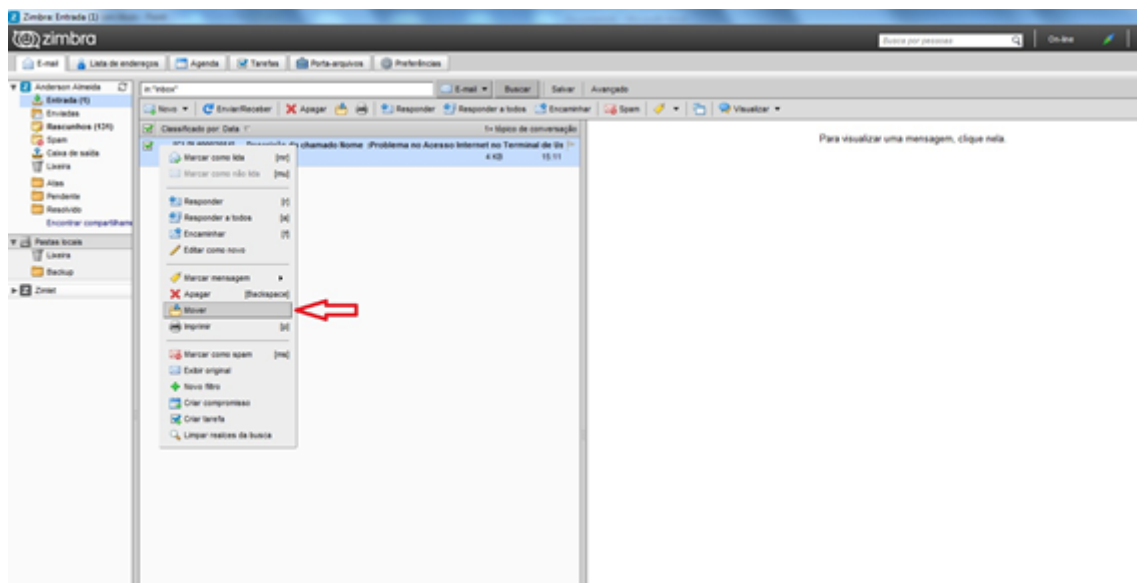 Zimbra: Entrada (1)
zimbra
Busca por pessoas
On-line
E-mail Lista de endereços Agenda Tarefas Porta-arquivos Preferências
Anderson Almeida
Entrada (1)
Enviadas
Rascunhos (131)
Spam
Caixa de saída
Lixeira
Atas
Pendente
Resolvido
Encontrar compartilhame
Pastas locais
Lixeira
Backup
Zimlet
in:"inbox" E-mail Buscar Salvar Avançado
Novo Enviar/Receber Apagar Responder Responder a todos Encaminhar Spam Visualizar
Classificado por: Data 1+ tópico de conversação
Descrição do chamado Nome :Problema no Acesso Internet no Terminal de Us
4 KB 15:11
Marcar como lida [mr]
Marcar como não lida [mu]
Responder [r]
Responder a todos [a]
Encaminhar [f]
Editar como novo
Marcar mensagem
Apagar [Backspace]
Mover
Imprimir [p]
Marcar como spam [ms]
Exibir original
Novo filtro
Criar compromisso
Criar tarefa
Limpar realces da busca
Para visualizar uma mensagem, clique nela.